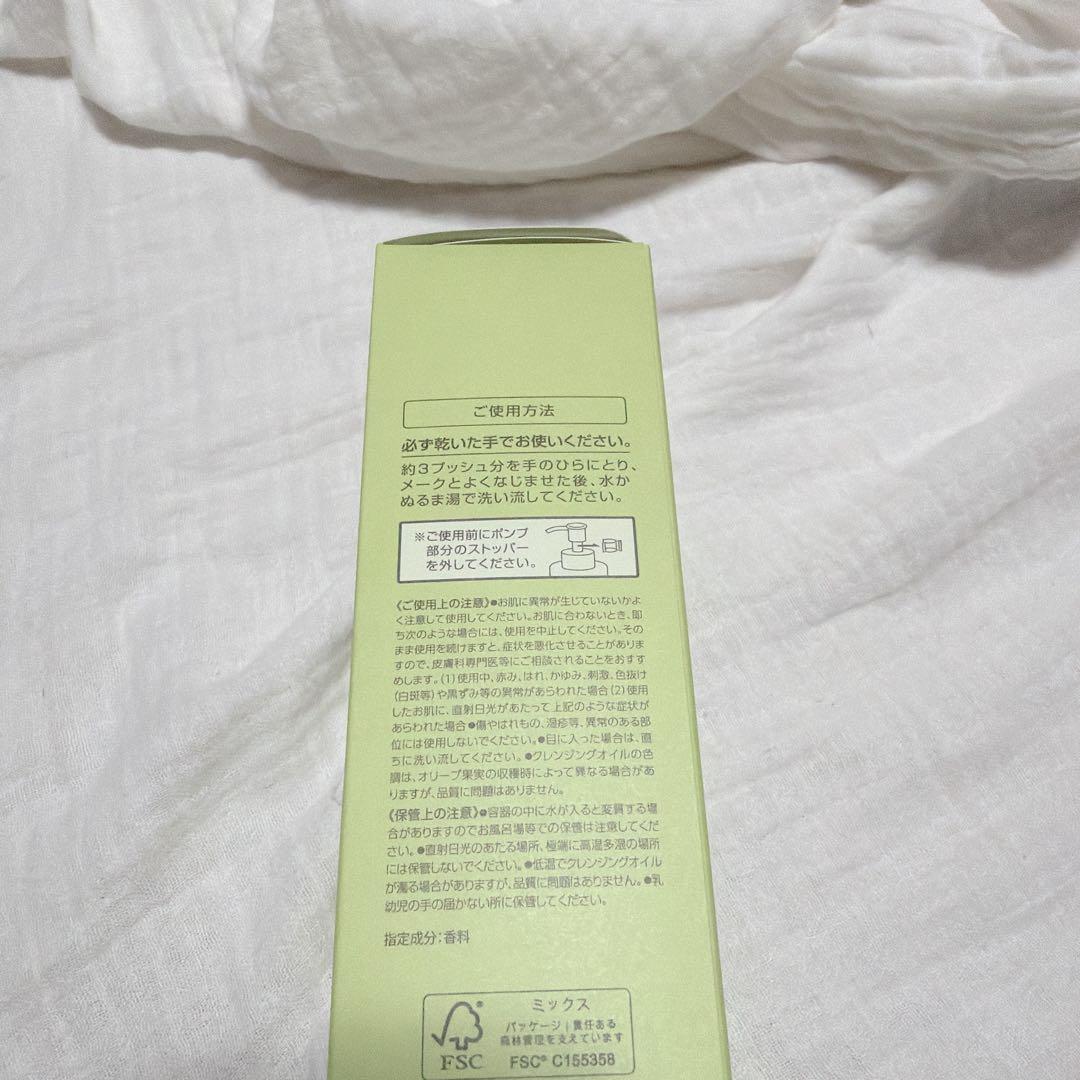 ご使用方法
必ず乾いた手でお使いください。
約3プッシュ分を手のひらにとり、
メークとよくなじませた後、水か
ぬるま湯で洗い流してください。
※ご使用前にポンプ
部分のストッパー
を外してください。
《ご使用上の注意》●お肌に異常が生じていないかよ
く注意して使用してください。お肌に合わないとき、即
ち次のような場合には、使用を中止してください。その
まま使用を続けますと、症状を悪化させることがありま
すので、皮膚科専門医等にご相談されることをおすす
めします。(1)使用中、赤み、はれ、かゆみ、刺激、色抜け
(白斑等)や黒ずみ等の異常があらわれた場合(2)使用
したお肌に、直射日光があたって上記のような症状が
あらわれた場合●傷やはれもの、湿疹等、異常のある部
位には使用しないでください。●目に入った場合は、直
ちに洗い流してください。●クレンジングオイルの色
調は、オリーブ果実の収穫時によって異なる場合があ
りますが、品質に問題はありません。
《保管上の注意》●容器の中に水が入ると変質する場
合がありますのでお風呂場等での保管は注意してくだ
さい。●直射日光のあたる場所、極端に高温多湿の場所
には保管しないでください。●低温でクレンジングオイル
が濁る場合がありますが、品質に問題はありません。●乳
幼児の手の届かない所に保管してください。
指定成分:香料
ミックス
パッケージ|責任ある
森林管理を支えています
FSC® C155358
FSC